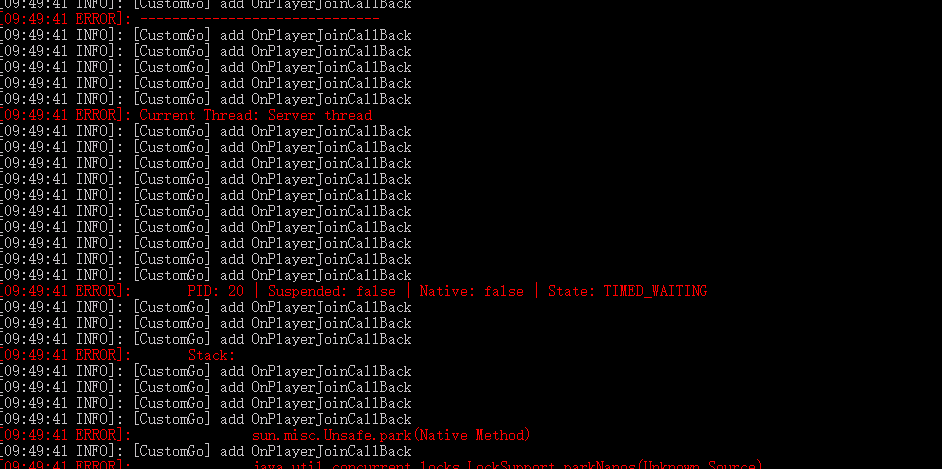 [09:49:41 INFO]: [CustomGo] add OnPlayerJoinCallBack
[09:49:41 ERROR]: ------------------------------
[09:49:41 INFO]: [CustomGo] add OnPlayerJoinCallBack
[09:49:41 INFO]: [CustomGo] add OnPlayerJoinCallBack
[09:49:41 INFO]: [CustomGo] add OnPlayerJoinCallBack
[09:49:41 INFO]: [CustomGo] add OnPlayerJoinCallBack
[09:49:41 INFO]: [CustomGo] add OnPlayerJoinCallBack
[09:49:41 ERROR]: Current Thread: Server thread
[09:49:41 INFO]: [CustomGo] add OnPlayerJoinCallBack
[09:49:41 INFO]: [CustomGo] add OnPlayerJoinCallBack
[09:49:41 INFO]: [CustomGo] add OnPlayerJoinCallBack
[09:49:41 INFO]: [CustomGo] add OnPlayerJoinCallBack
[09:49:41 INFO]: [CustomGo] add OnPlayerJoinCallBack
[09:49:41 INFO]: [CustomGo] add OnPlayerJoinCallBack
[09:49:41 INFO]: [CustomGo] add OnPlayerJoinCallBack
[09:49:41 INFO]: [CustomGo] add OnPlayerJoinCallBack
[09:49:41 INFO]: [CustomGo] add OnPlayerJoinCallBack
[09:49:41 INFO]: [CustomGo] add OnPlayerJoinCallBack
[09:49:41 ERROR]: PID: 20 | Suspended: false | Native: false | State: TIMED_WAITING
[09:49:41 INFO]: [CustomGo] add OnPlayerJoinCallBack
[09:49:41 INFO]: [CustomGo] add OnPlayerJoinCallBack
[09:49:41 INFO]: [CustomGo] add OnPlayerJoinCallBack
[09:49:41 ERROR]: Stack:
[09:49:41 INFO]: [CustomGo] add OnPlayerJoinCallBack
[09:49:41 INFO]: [CustomGo] add OnPlayerJoinCallBack
[09:49:41 INFO]: [CustomGo] add OnPlayerJoinCallBack
[09:49:41 INFO]: [CustomGo] add OnPlayerJoinCallBack
[09:49:41 ERROR]: sun.misc.Unsafe.park(Native Method)
[09:49:41 INFO]: [CustomGo] add OnPlayerJoinCallBack
[09:49:41 ERROR]: java.util.concurrent.locks.LockSupport.parkNanos(Unknown Source)